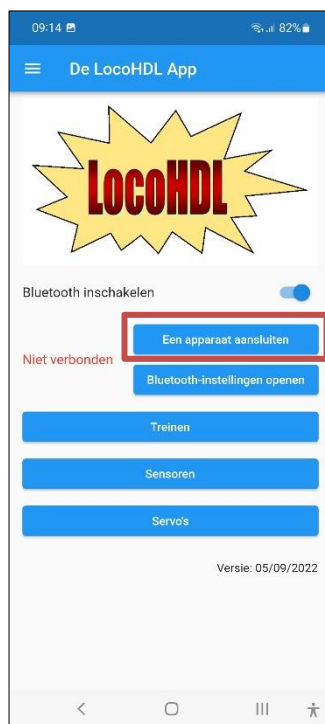 09:14 82%
De LocoHDL App
LocoHDL
Bluetooth inschakelen
Een apparaat aansluiten
Niet verbonden
Bluetooth-instellingen openen
Treinen
Sensoren
Servo's
Versie: 05/09/2022